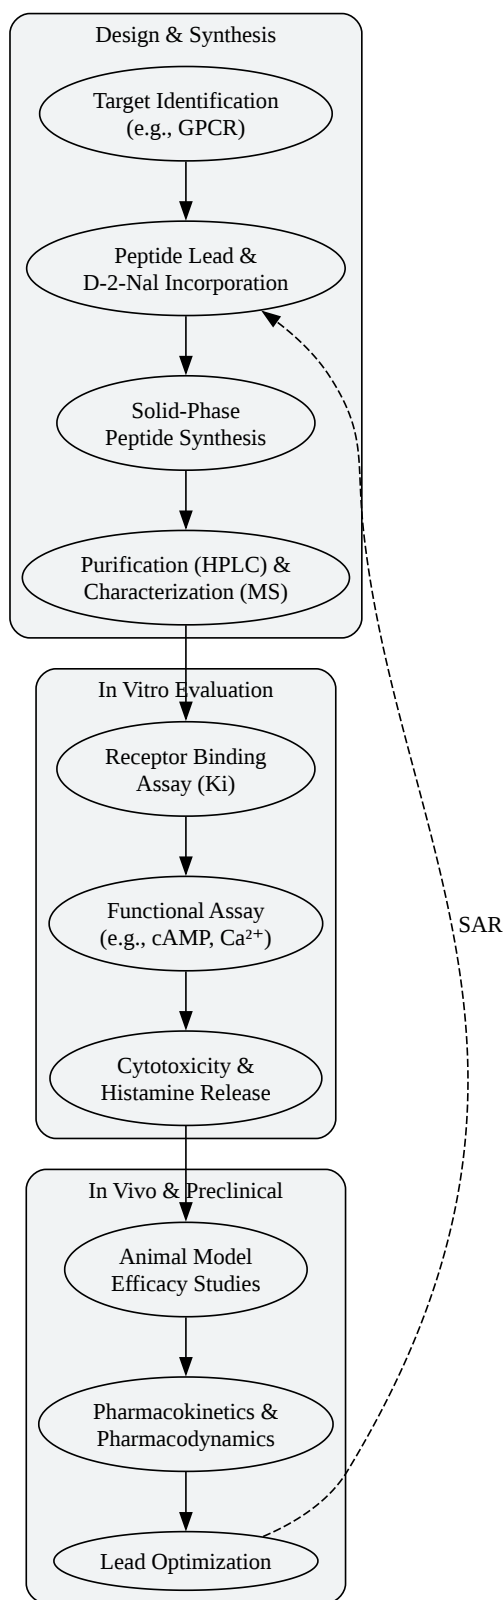 Design & Synthesis
Target Identification
(e.g., GPCR)
Peptide Lead &
D-2-Nal Incorporation
Solid-Phase
Peptide Synthesis
Purification (HPLC) &
Characterization (MS)
In Vitro Evaluation
Receptor Binding
Assay (Ki)
Functional Assay
(e.g., cAMP, Ca²⁺)
SAR
Cytotoxicity &
Histamine Release
In Vivo & Preclinical
Animal Model
Efficacy Studies
Pharmacokinetics &
Pharmacodynamics
Lead Optimization